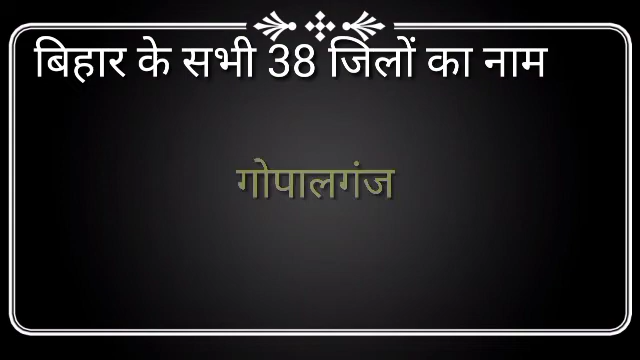 बिहार के सभी 38 जिलों का नाम
गोपालगंज